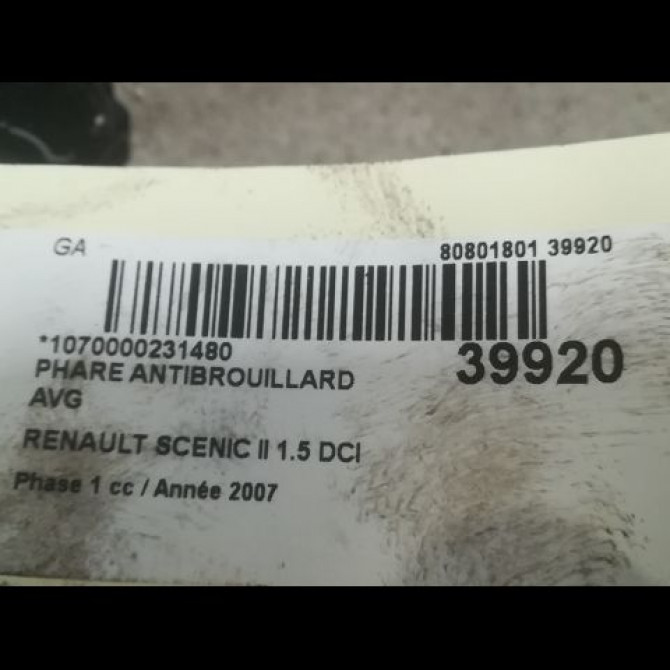 GA
80801801 39920
*1070000231480
39920
PHARE ANTIBROUILLARD
AVG
RENAULT SCENIC II 1.5 DCI
Phase 1 cc / Année 2007